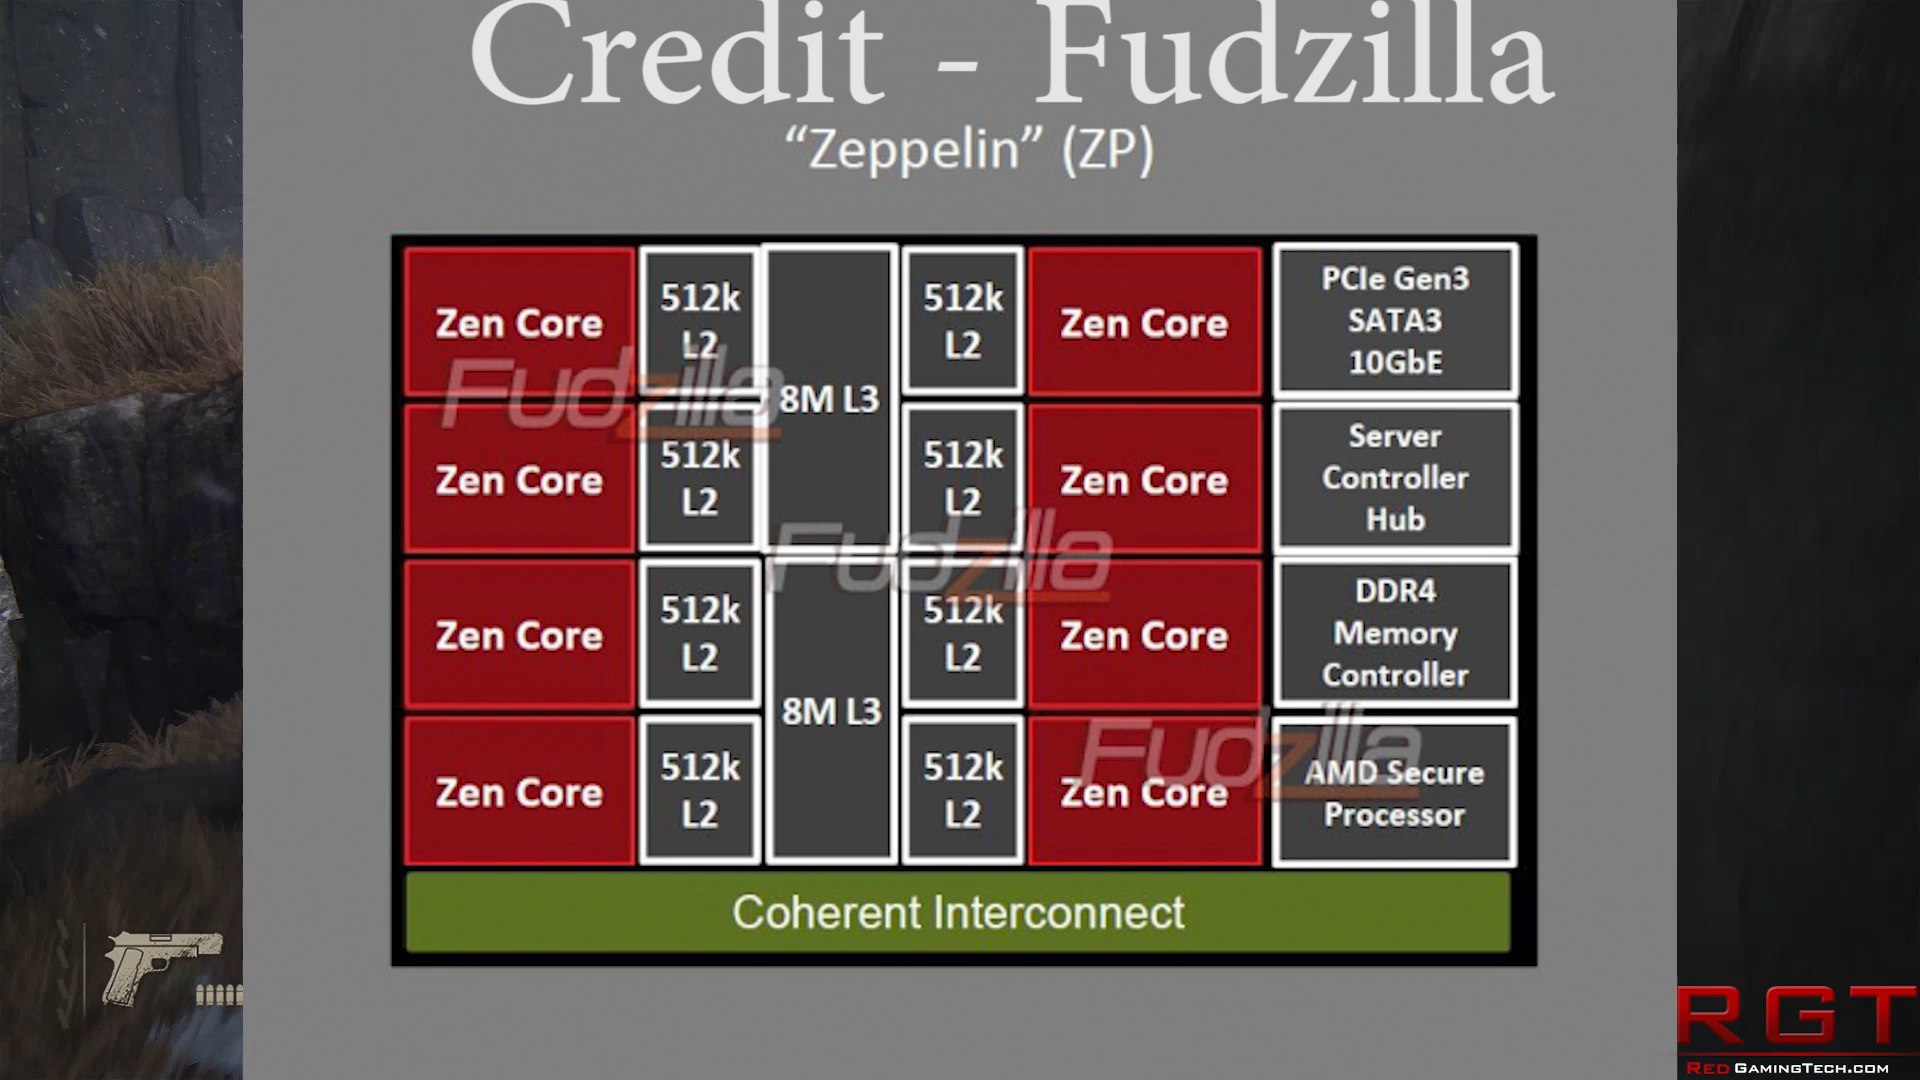 Credit - Fudzilla
“Zeppelin” (ZP)
Zen Core
512k
L2
8M L3
512k
L2
Zen Core
PCIe Gen3
SATA3
10GbE
Zen Core
512k
L2
512k
L2
Zen Core
Server
Controller
Hub
Zen Core
512k
L2
8M L3
512k
L2
Zen Core
DDR4
Memory
Controller
Zen Core
512k
L2
512k
L2
Zen Core
AMD Secure
Processor
Coherent Interconnect
Fudzilla
Fudzilla
Fudzilla
RGT
RedGamingTech.com